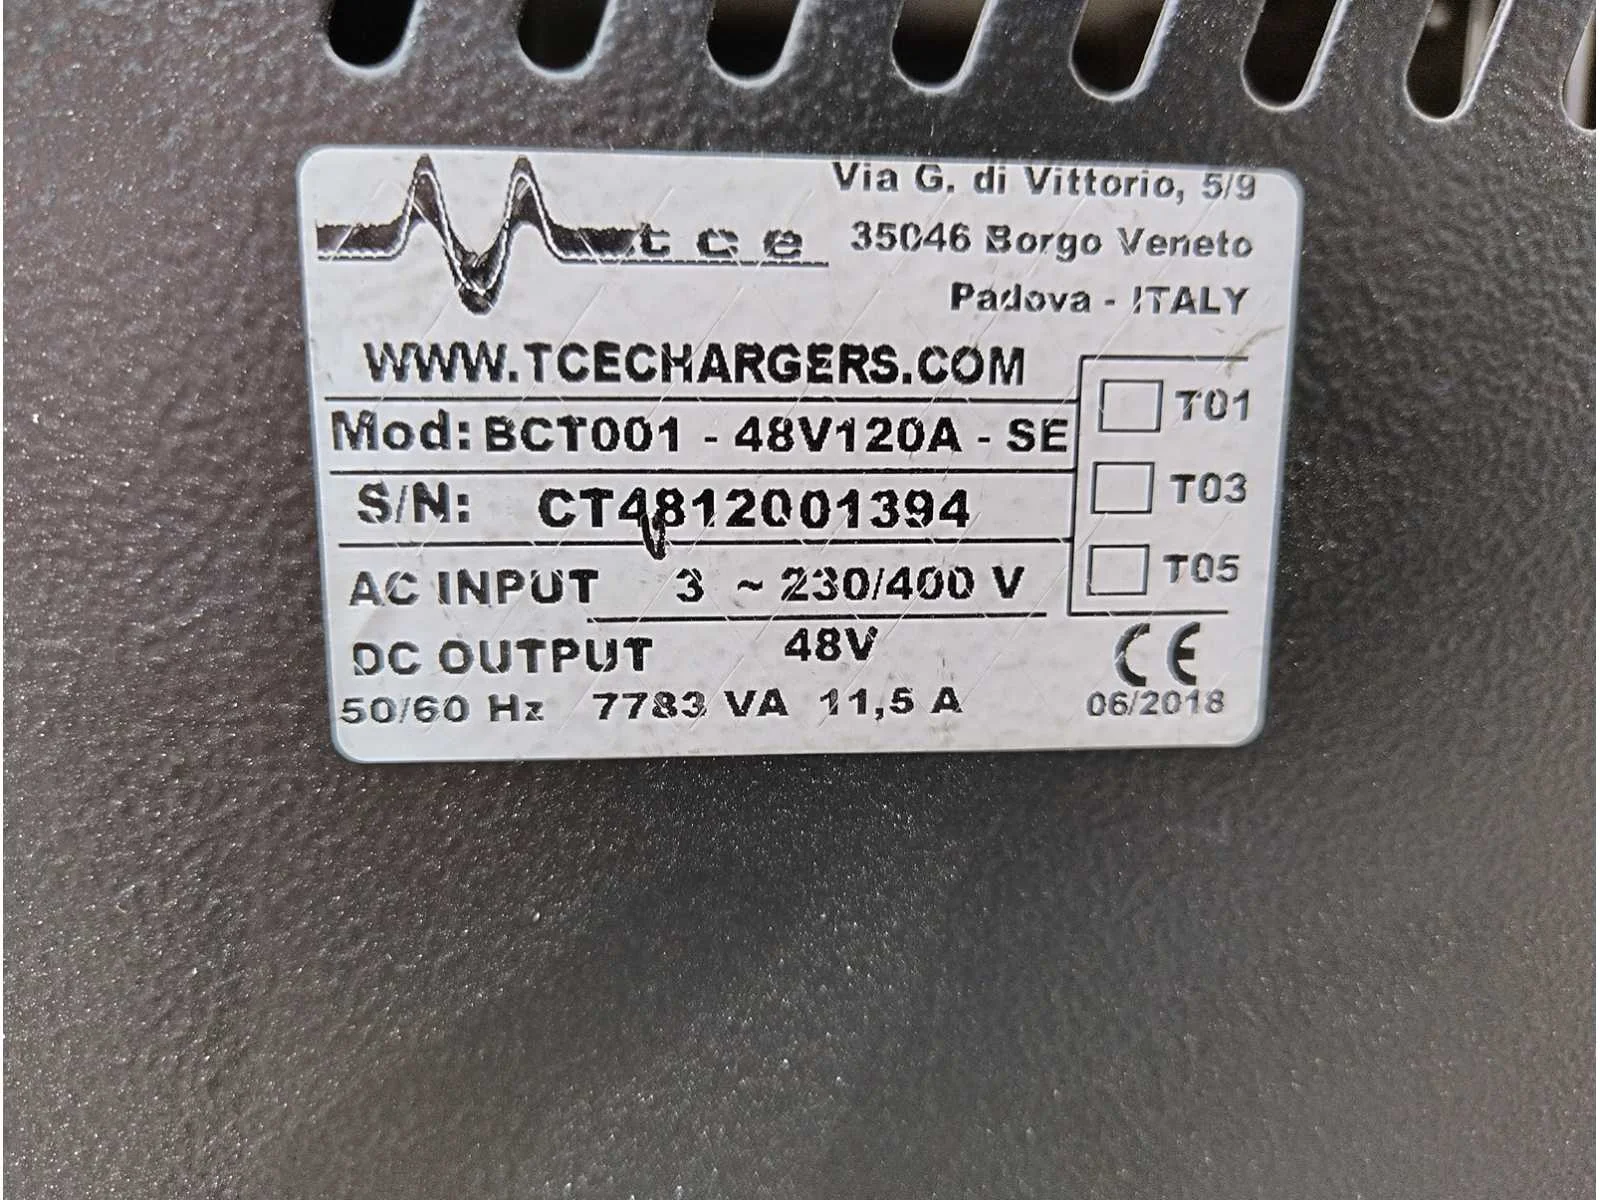 tce
Via G. di Vittorio, 5/9
35046 Borgo Veneto
Padova - ITALY
WWW.TCECHARGERS.COM
Mod: BCT001 - 48V120A - SE
S/N: CT4812001394
AC INPUT 3 ~ 230/400 V
DC OUTPUT 48V
50/60 Hz 7783 VA 11,5 A
T01
T03
T05
CE
06/2018